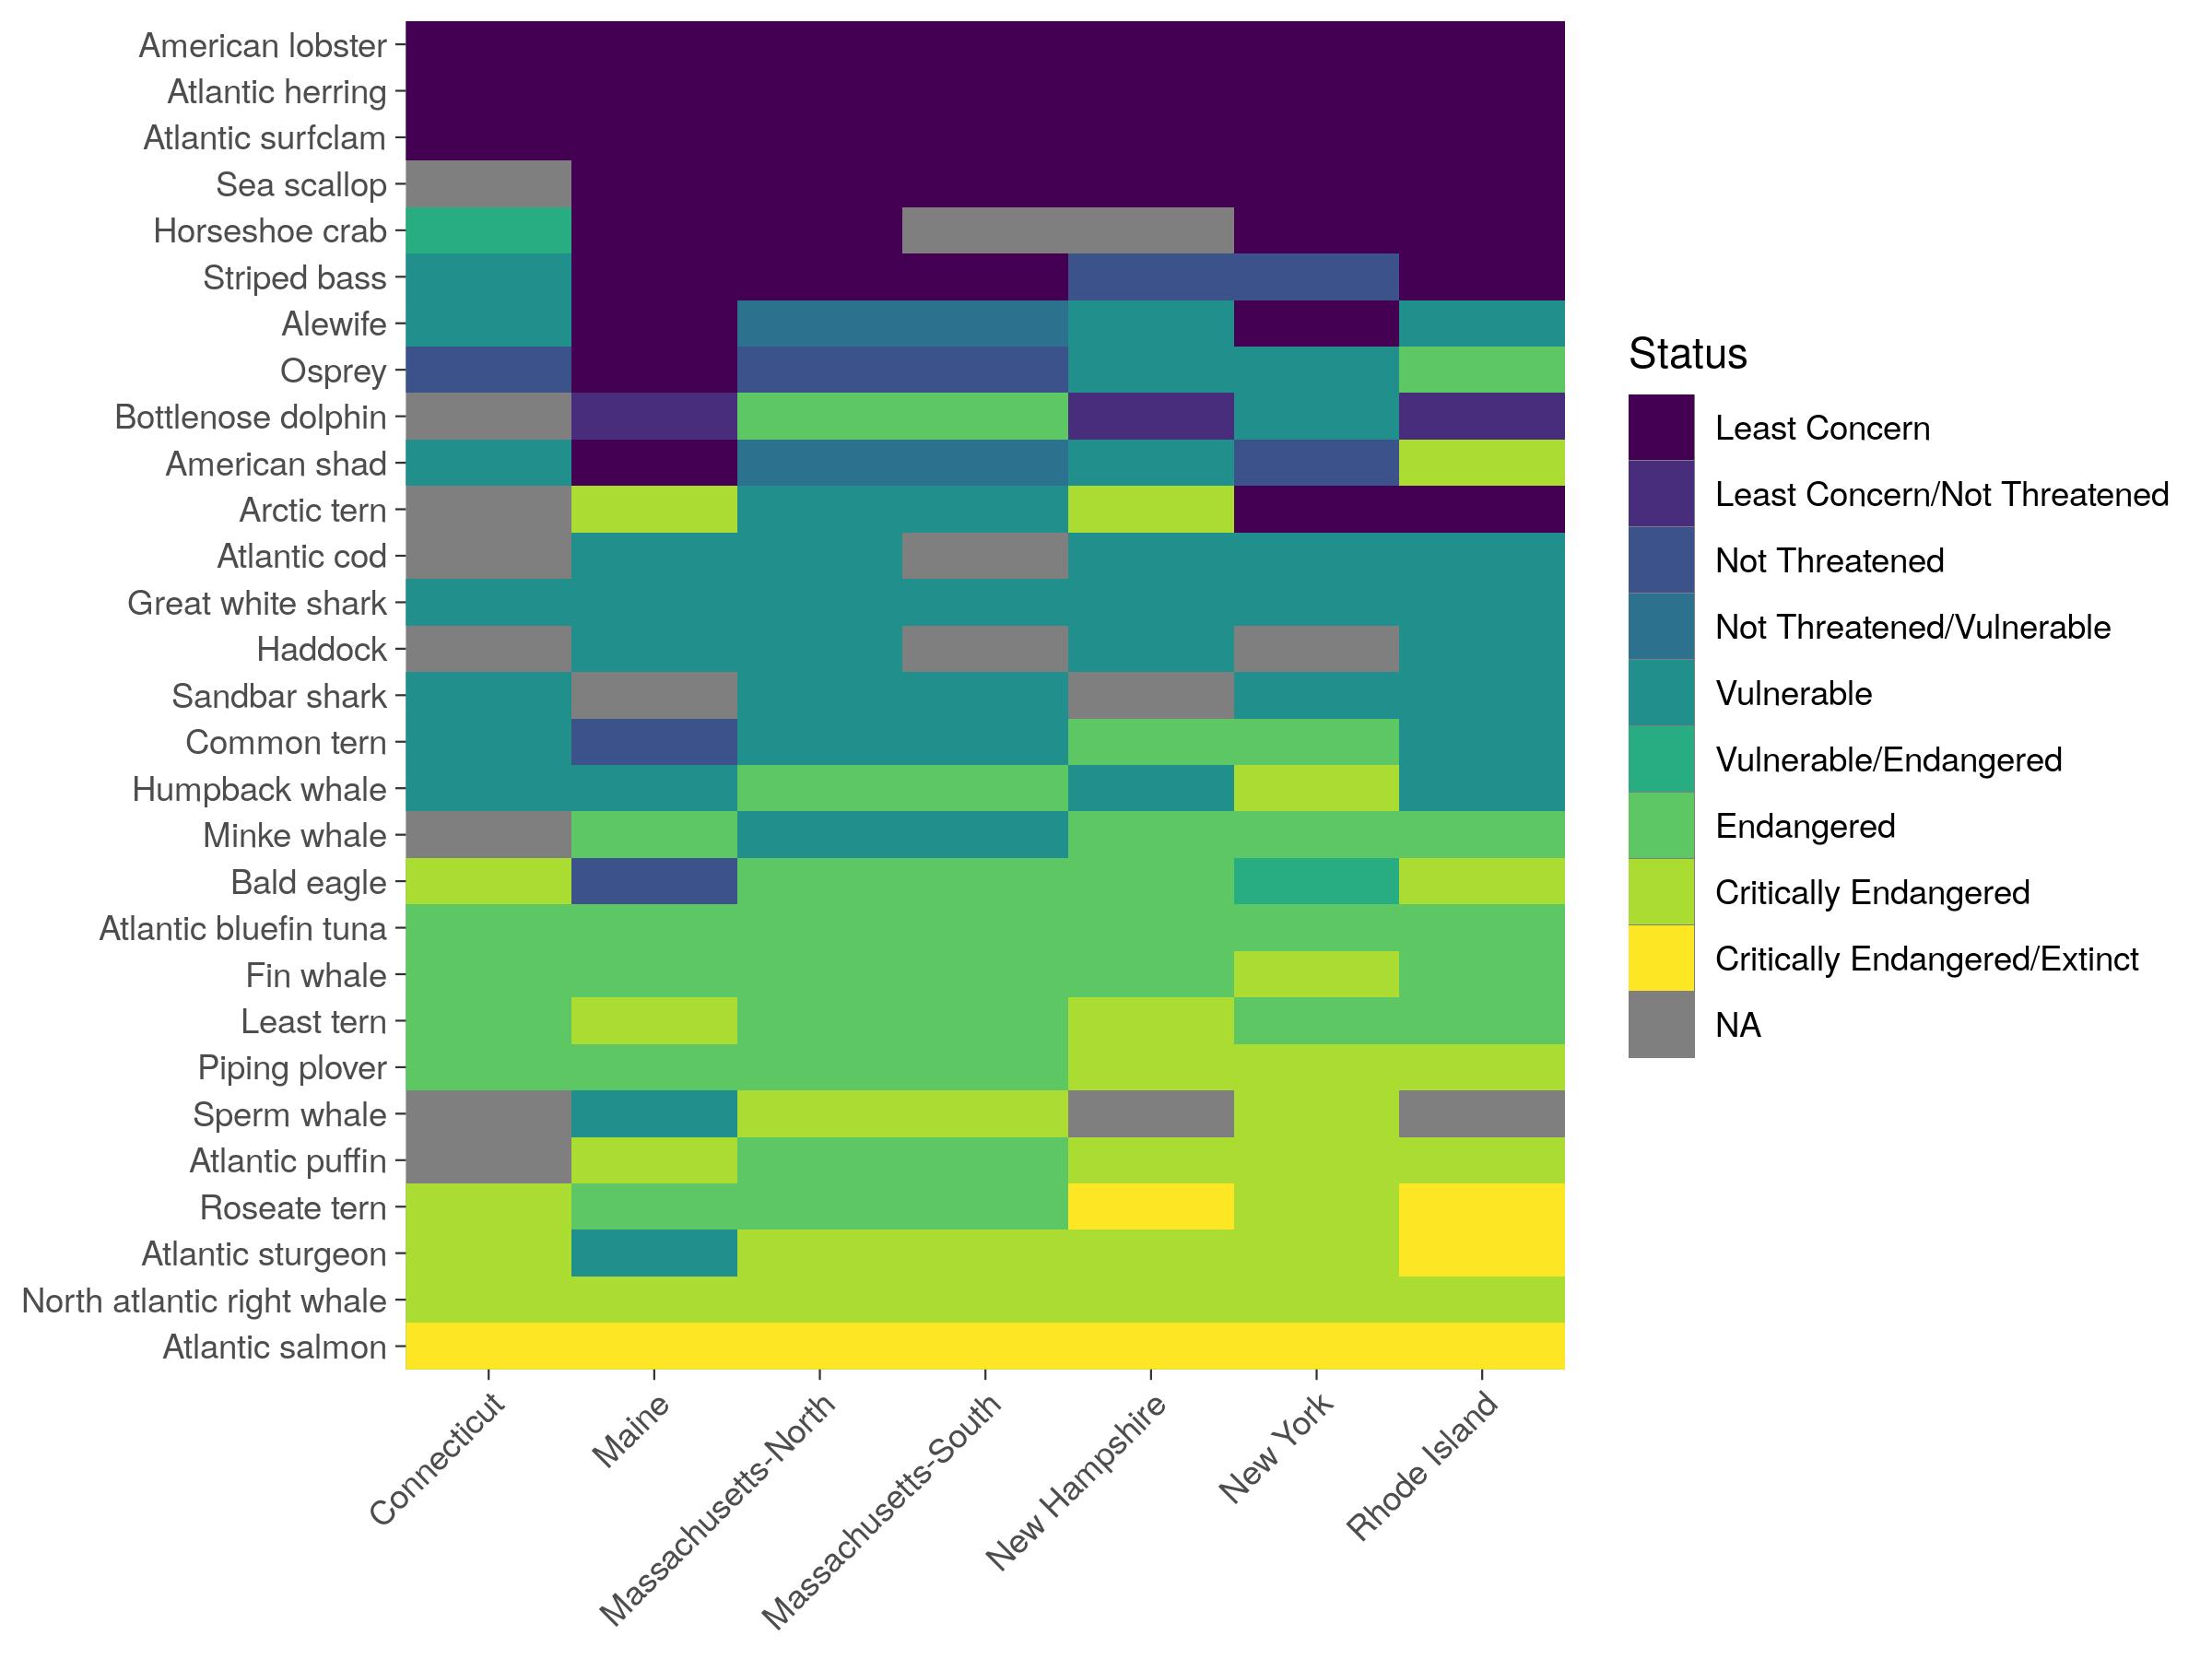 American lobster
Atlantic herring
Atlantic surfclam
Sea scallop
Horseshoe crab
Striped bass
Alewife
Osprey
Bottlenose dolphin
American shad
Arctic tern
Atlantic cod
Great white shark
Haddock
Sandbar shark
Common tern
Humpback whale
Minke whale
Bald eagle
Atlantic bluefin tuna
Fin whale
Least tern
Piping plover
Sperm whale
Atlantic puffin
Roseate tern
Atlantic sturgeon
North atlantic right whale
Atlantic salmon
Connecticut
Maine
Massachusetts-North
Massachusetts-South
New Hampshire
New York
Rhode Island
Status
Least Concern
Least Concern/Not Threatened
Not Threatened
Not Threatened/Vulnerable
Vulnerable
Vulnerable/Endangered
Endangered
Critically Endangered
Critically Endangered/Extinct
NA